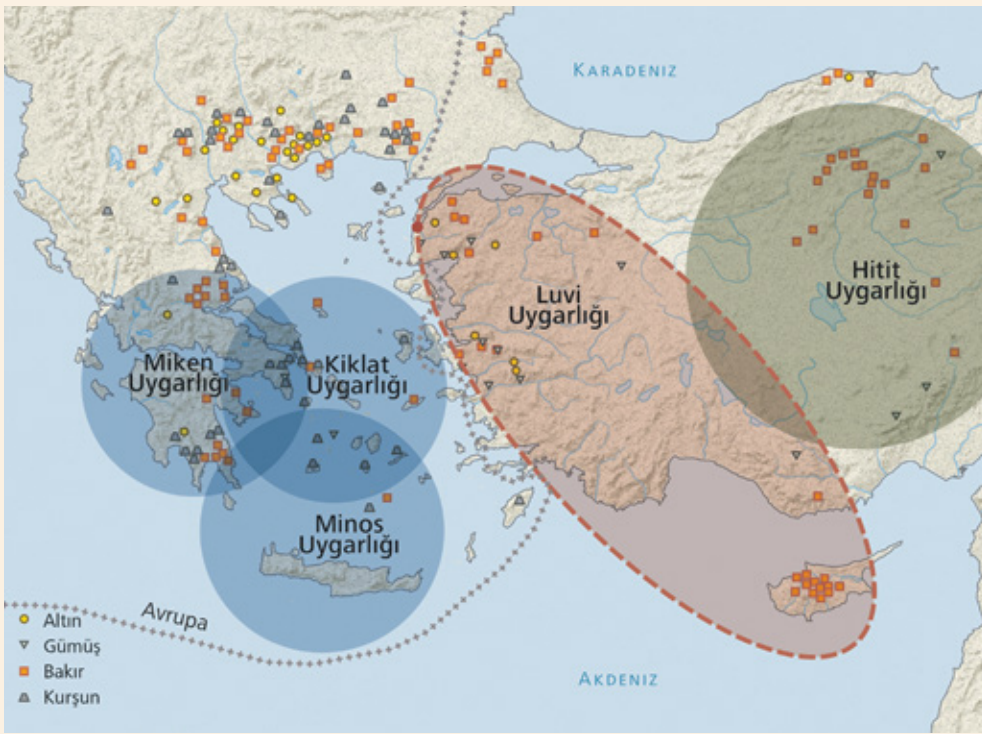 KARADENİZ
Hitit
Uygarlığı
Luvi
Uygarlığı
Miken
Uygarlığı
Kiklat
Uygarlığı
Minos
Uygarlığı
Avrupa
Altın
Gümüş
Bakır
Kurşun
AKDENİZ